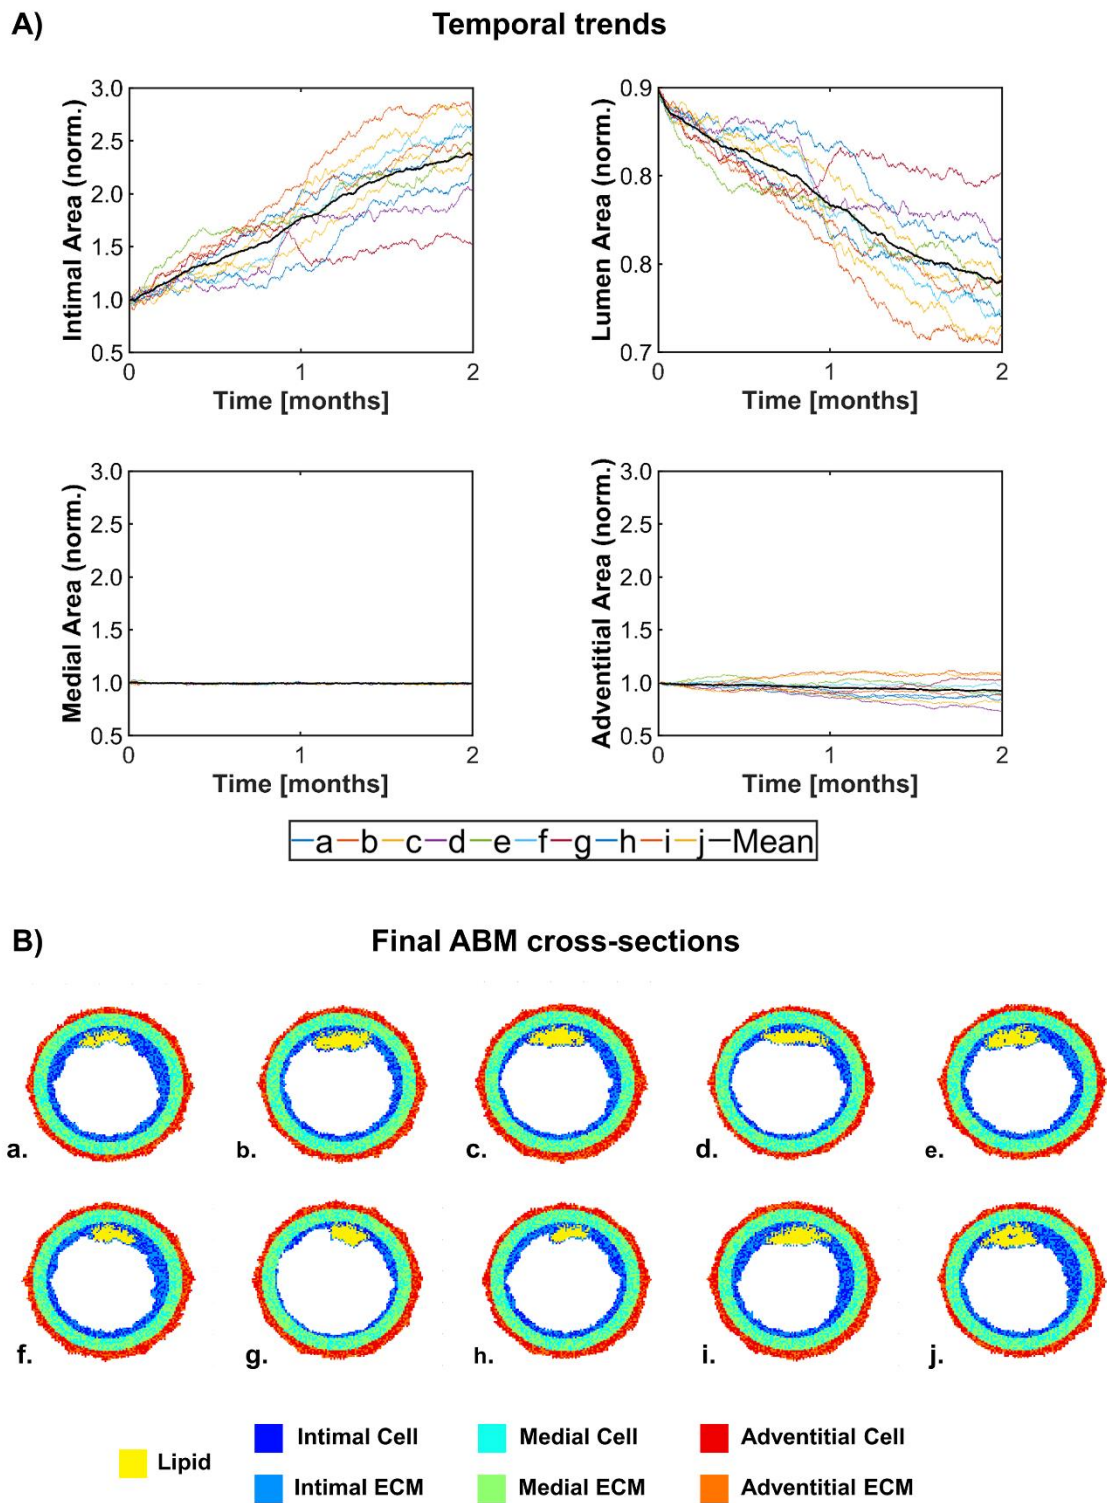 A)
Temporal trends
Intimal Area (norm.)
3.0
2.5
2.0
1.5
1.0
0.5
0
1
2
Time [months]
Lumen Area (norm.)
0.9
0.8
0.8
0.7
0
1
2
Time [months]
Medial Area (norm.)
3.0
2.5
2.0
1.5
1.0
0.5
0
1
2
Time [months]
Adventitial Area (norm.)
3.0
2.5
2.0
1.5
1.0
0.5
0
1
2
Time [months]
a b c d e f g h i j Mean
B)
Final ABM cross-sections
a.
b.
c.
d.
e.
f.
g.
h.
i.
j.
Lipid
Intimal Cell
Medial Cell
Adventitial Cell
Intimal ECM
Medial ECM
Adventitial ECM